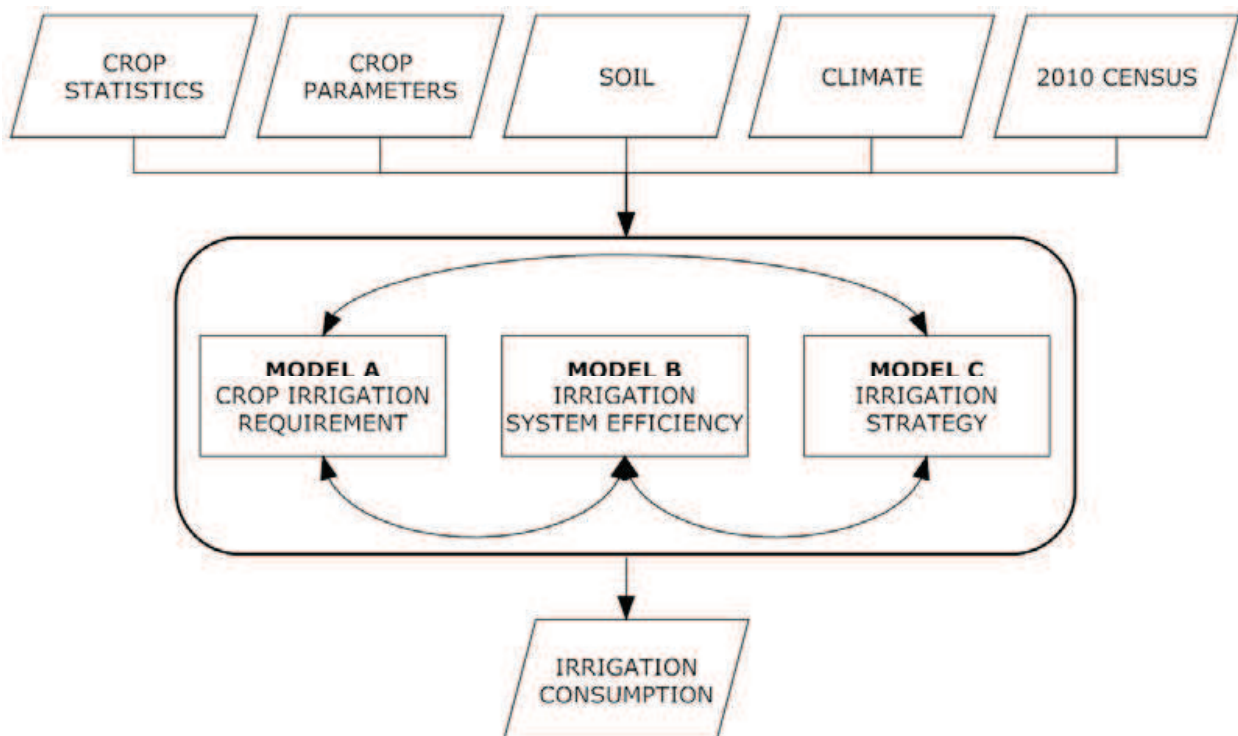 CROP
STATISTICS
CROP
PARAMETERS
SOIL
CLIMATE
2010 CENSUS
MODEL A
CROP IRRIGATION
REQUIREMENT
MODEL B
IRRIGATION
SYSTEM EFFICIENCY
MODEL C
IRRIGATION
STRATEGY
IRRIGATION
CONSUMPTION